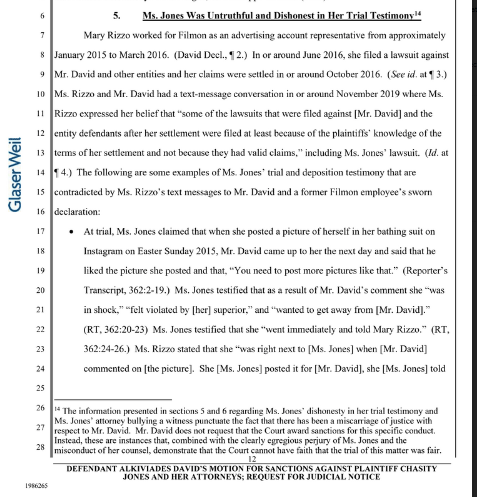 6 5. Ms. Jones Was Untruthful and Dishonest in Her Trial Testimony14
7 Mary Rizzo worked for Filmon as an advertising account representative from approximately
8 January 2015 to March 2016. (David Decl., ¶ 2.) In or around June 2016, she filed a lawsuit against
9 Mr. David and other entities and her claims were settled in or around October 2016. (See id. at ¶ 3.)
10 Ms. Rizzo and Mr. David had a text-message conversation in or around November 2019 where Ms.
11 Rizzo expressed her belief that “some of the lawsuits that were filed against [Mr. David] and the
12 entity defendants after her settlement were filed at least because of the plaintiffs’ knowledge of the
13 terms of her settlement and not because they had valid claims,” including Ms. Jones’ lawsuit. (Id. at
14 ¶ 4.) The following are some examples of Ms. Jones’ trial and deposition testimony that are
15 contradicted by Ms. Rizzo’s text messages to Mr. David and a former Filmon employee’s sworn
16 declaration:
17 • At trial, Ms. Jones claimed that when she posted a picture of herself in her bathing suit on
18 Instagram on Easter Sunday 2015, Mr. David came up to her the next day and said that he
19 liked the picture she posted and that, “You need to post more pictures like that.” (Reporter’s
20 Transcript, 362:2-19.) Ms. Jones testified that as a result of Mr. David’s comment she “was
21 in shock,” “felt violated by [her] superior,” and “wanted to get away from [Mr. David].”
22 (RT, 362:20-23) Ms. Jones testified that she “went immediately and told Mary Rizzo.” (RT,
23 362:24-26.) Ms. Rizzo stated that she “was right next to [Ms. Jones] when [Mr. David]
24 commented on [the picture]. She [Ms. Jones] posted it for [Mr. David], she [Ms. Jones] told
25
26 14 The information presented in sections 5 and 6 regarding Ms. Jones’ dishonesty in her trial testimony and
27 Ms. Jones’ attorney bullying a witness punctuate the fact that there has been a miscarriage of justice with
respect to Mr. David. Mr. David does not request that the Court award sanctions for this specific conduct.
Instead, these are instances that, combined with the clearly egregious perjury of Ms. Jones and the
28 misconduct of her counsel, demonstrate that the Court cannot have faith that the trial of this matter was fair.
12
DEFENDANT ALKIVIADES DAVID’S MOTION FOR SANCTIONS AGAINST PLAINTIFF CHASITY
JONES AND HER ATTORNEYS; REQUEST FOR JUDICIAL NOTICE
1986265
Glaser Weil